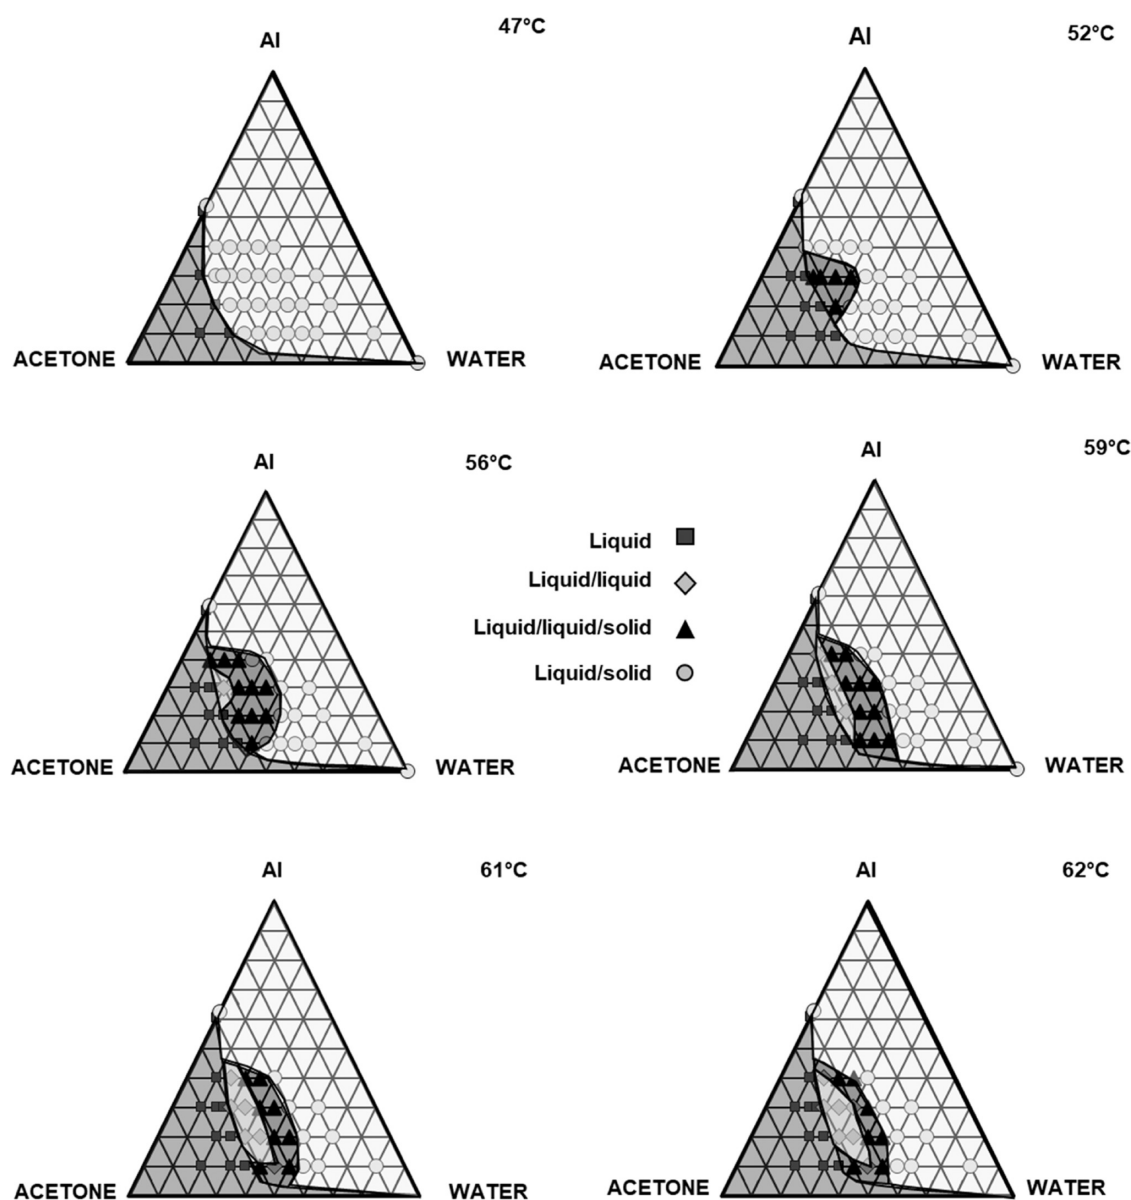 47°C
AI
52°C
AI
ACETONE
WATER
ACETONE
WATER
56°C
AI
59°C
AI
Liquid
Liquid/liquid
Liquid/liquid/solid
Liquid/solid
ACETONE
WATER
ACETONE
WATER
61°C
AI
62°C
AI
ACETONE
WATER
ACETONE
WATER